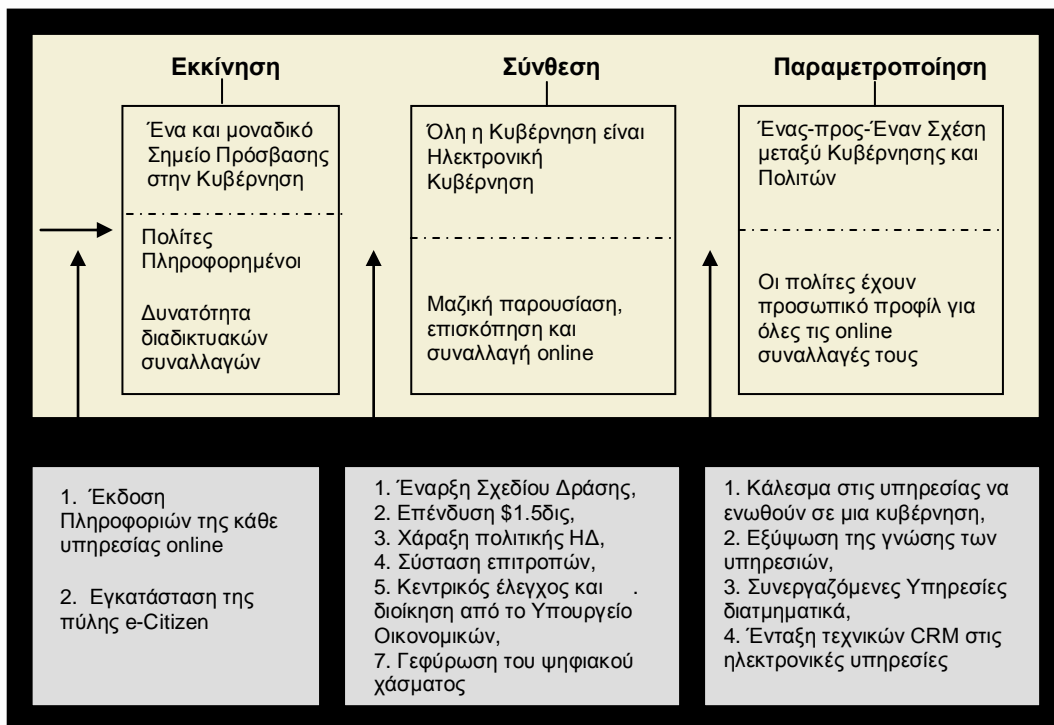 Εκκίνηση
Ένα και μοναδικό
Σημείο Πρόσβασης
στην Κυβέρνηση
Πολίτες
Πληροφορημένοι
Δυνατότητα
διαδικτυακών
συναλλαγών
Σύνθεση
Όλη η Κυβέρνηση είναι
Ηλεκτρονική
Κυβέρνηση
Μαζική παρουσίαση,
επισκόπηση και
συναλλαγή online
Παραμετροποίηση
Ένας-προς-Έναν Σχέση
μεταξύ Κυβέρνησης και
Πολιτών
Οι πολίτες έχουν
προσωπικό προφίλ για
όλες τις online
συναλλαγές τους
1. Έκδοση
Πληροφοριών της κάθε
υπηρεσίας online
2. Εγκατάσταση της
πύλης e-Citizen
1. Έναρξη Σχεδίου Δράσης,
2. Επένδυση $1.5δις,
3. Χάραξη πολιτικής ΗΔ,
4. Σύσταση επιτροπών,
5. Κεντρικός έλεγχος και .
διοίκηση από το Υπουργείο
Οικονομικών,
7. Γεφύρωση του ψηφιακού
χάσματος
1. Κάλεσμα στις υπηρεσίας να
ενωθούν σε μια κυβέρνηση,
2. Εξύψωση της γνώσης των
υπηρεσιών,
3. Συνεργαζόμενες Υπηρεσίες
διατμηματικά,
4. Ένταξη τεχνικών CRM στις
ηλεκτρονικές υπηρεσίες